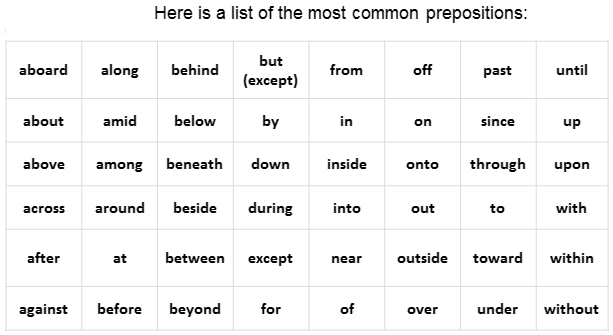 Here is a list of the most common prepositions:
aboard along behind but (except) from off past until
about amid below by in on since up
above among beneath down inside onto through upon
across around beside during into out to with
after at between except near outside toward within
against before beyond for of over under without